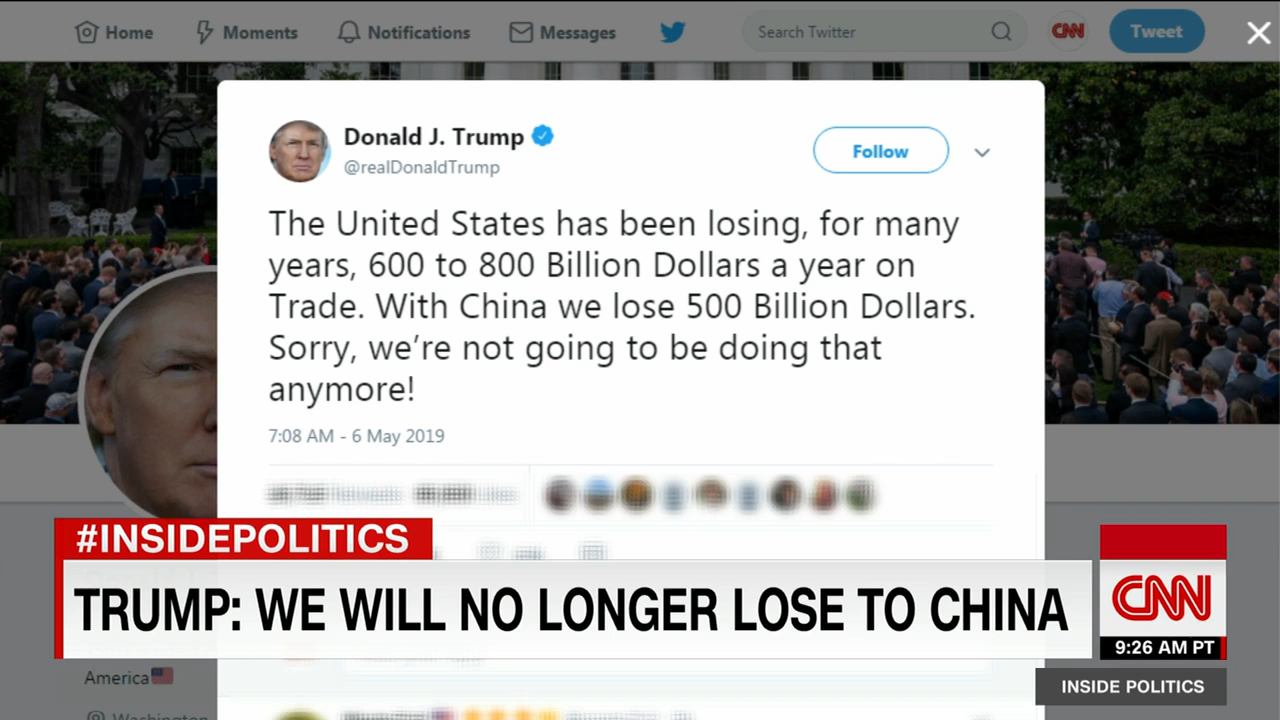 Home Moments Notifications Messages Search Twitter CNN Tweet
Donald J. Trump
@realDonaldTrump
Follow
The United States has been losing, for many
years, 600 to 800 Billion Dollars a year on
Trade. With China we lose 500 Billion Dollars.
Sorry, we’re not going to be doing that
anymore!
7:08 AM - 6 May 2019
#INSIDEPOLITICS
TRUMP: WE WILL NO LONGER LOSE TO CHINA
CNN
9:26 AM PT
INSIDE POLITICS
America
Washington